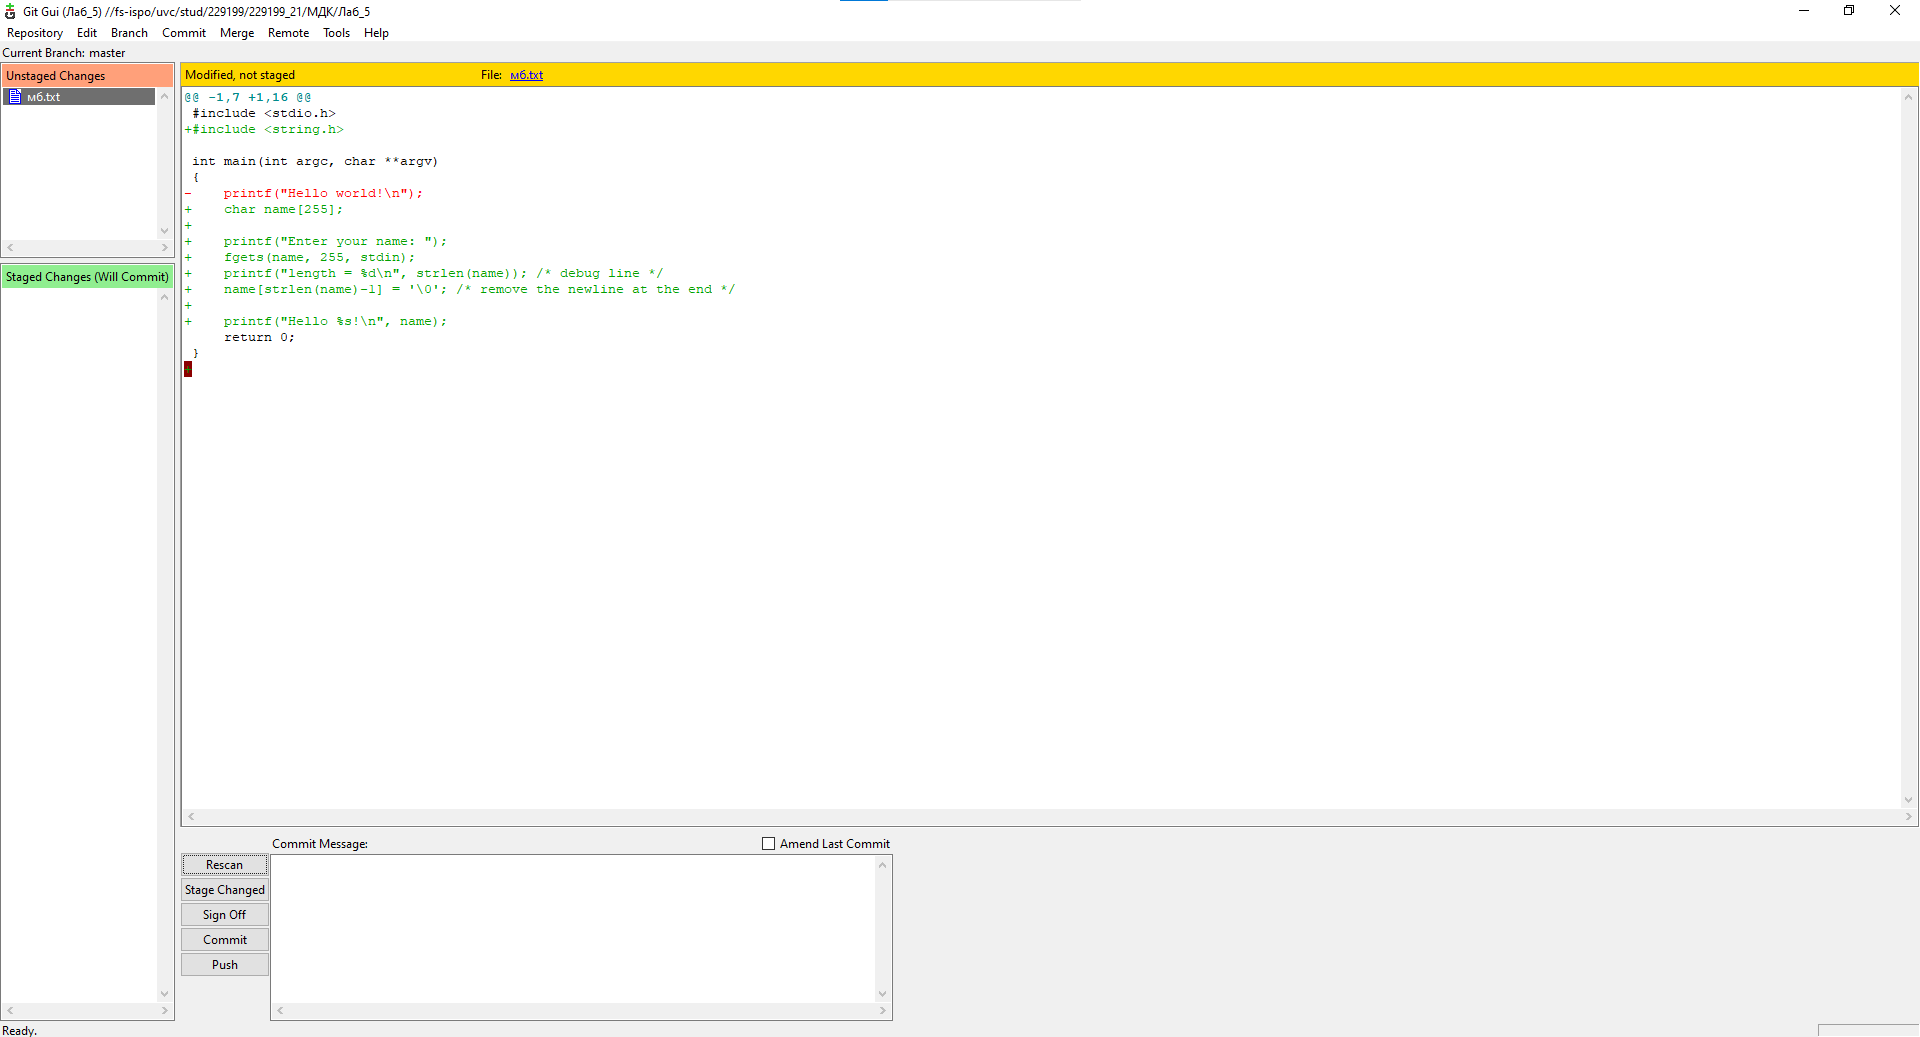 Git Gui (Лаб_5) //fs-ispo/uvc/stud/229199/229199_21/МДК/Лаб_5
Repository Edit Branch Commit Merge Remote Tools Help
Current Branch: master
Unstaged Changes
мб.txt
Staged Changes (Will Commit)
Modified, not staged File: мб.txt
@@ -1,7 +1,16 @@
 #include <stdio.h>
+#include <string.h>
 int main(int argc, char **argv)
 {
-    printf("Hello world!\n");
+    char name[255];
+
+    printf("Enter your name: ");
+    fgets(name, 255, stdin);
+    printf("length = %d\n", strlen(name)); /* debug line */
+    name[strlen(name)-1] = '\0'; /* remove the newline at the end */
+
+    printf("Hello %s!\n", name);
     return 0;
 }
+
Commit Message: Amend Last Commit
Rescan
Stage Changed
Sign Off
Commit
Push
Ready.